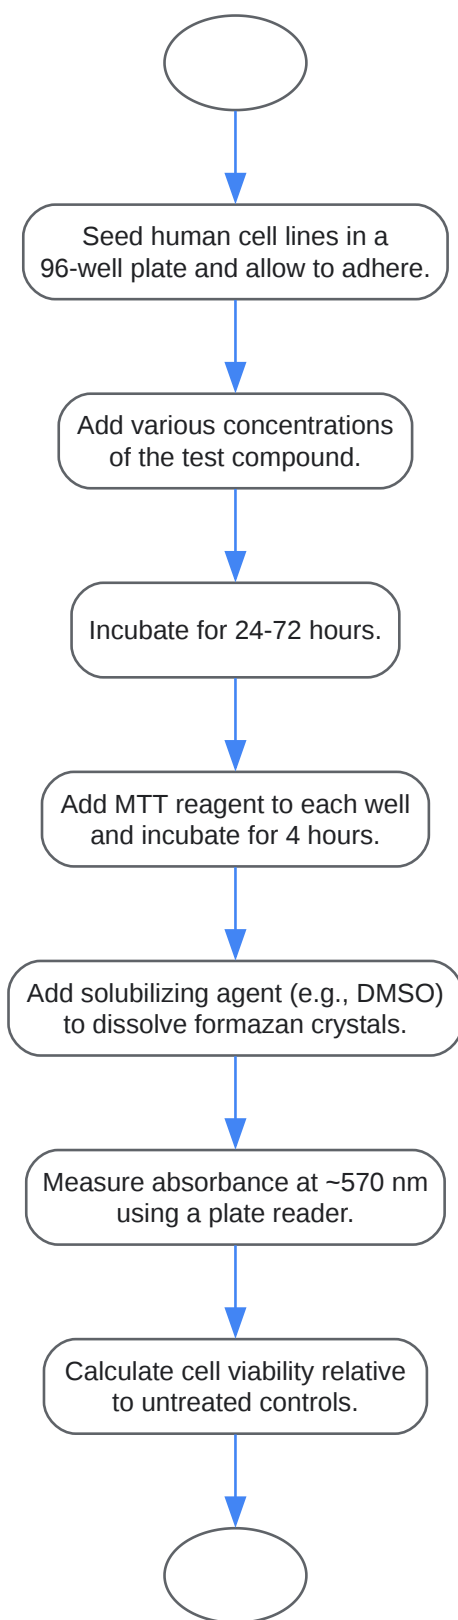 Seed human cell lines in a
96-well plate and allow to adhere.
Add various concentrations
of the test compound.
Incubate for 24-72 hours.
Add MTT reagent to each well
and incubate for 4 hours.
Add solubilizing agent (e.g., DMSO)
to dissolve formazan crystals.
Measure absorbance at ~570 nm
using a plate reader.
Calculate cell viability relative
to untreated controls.